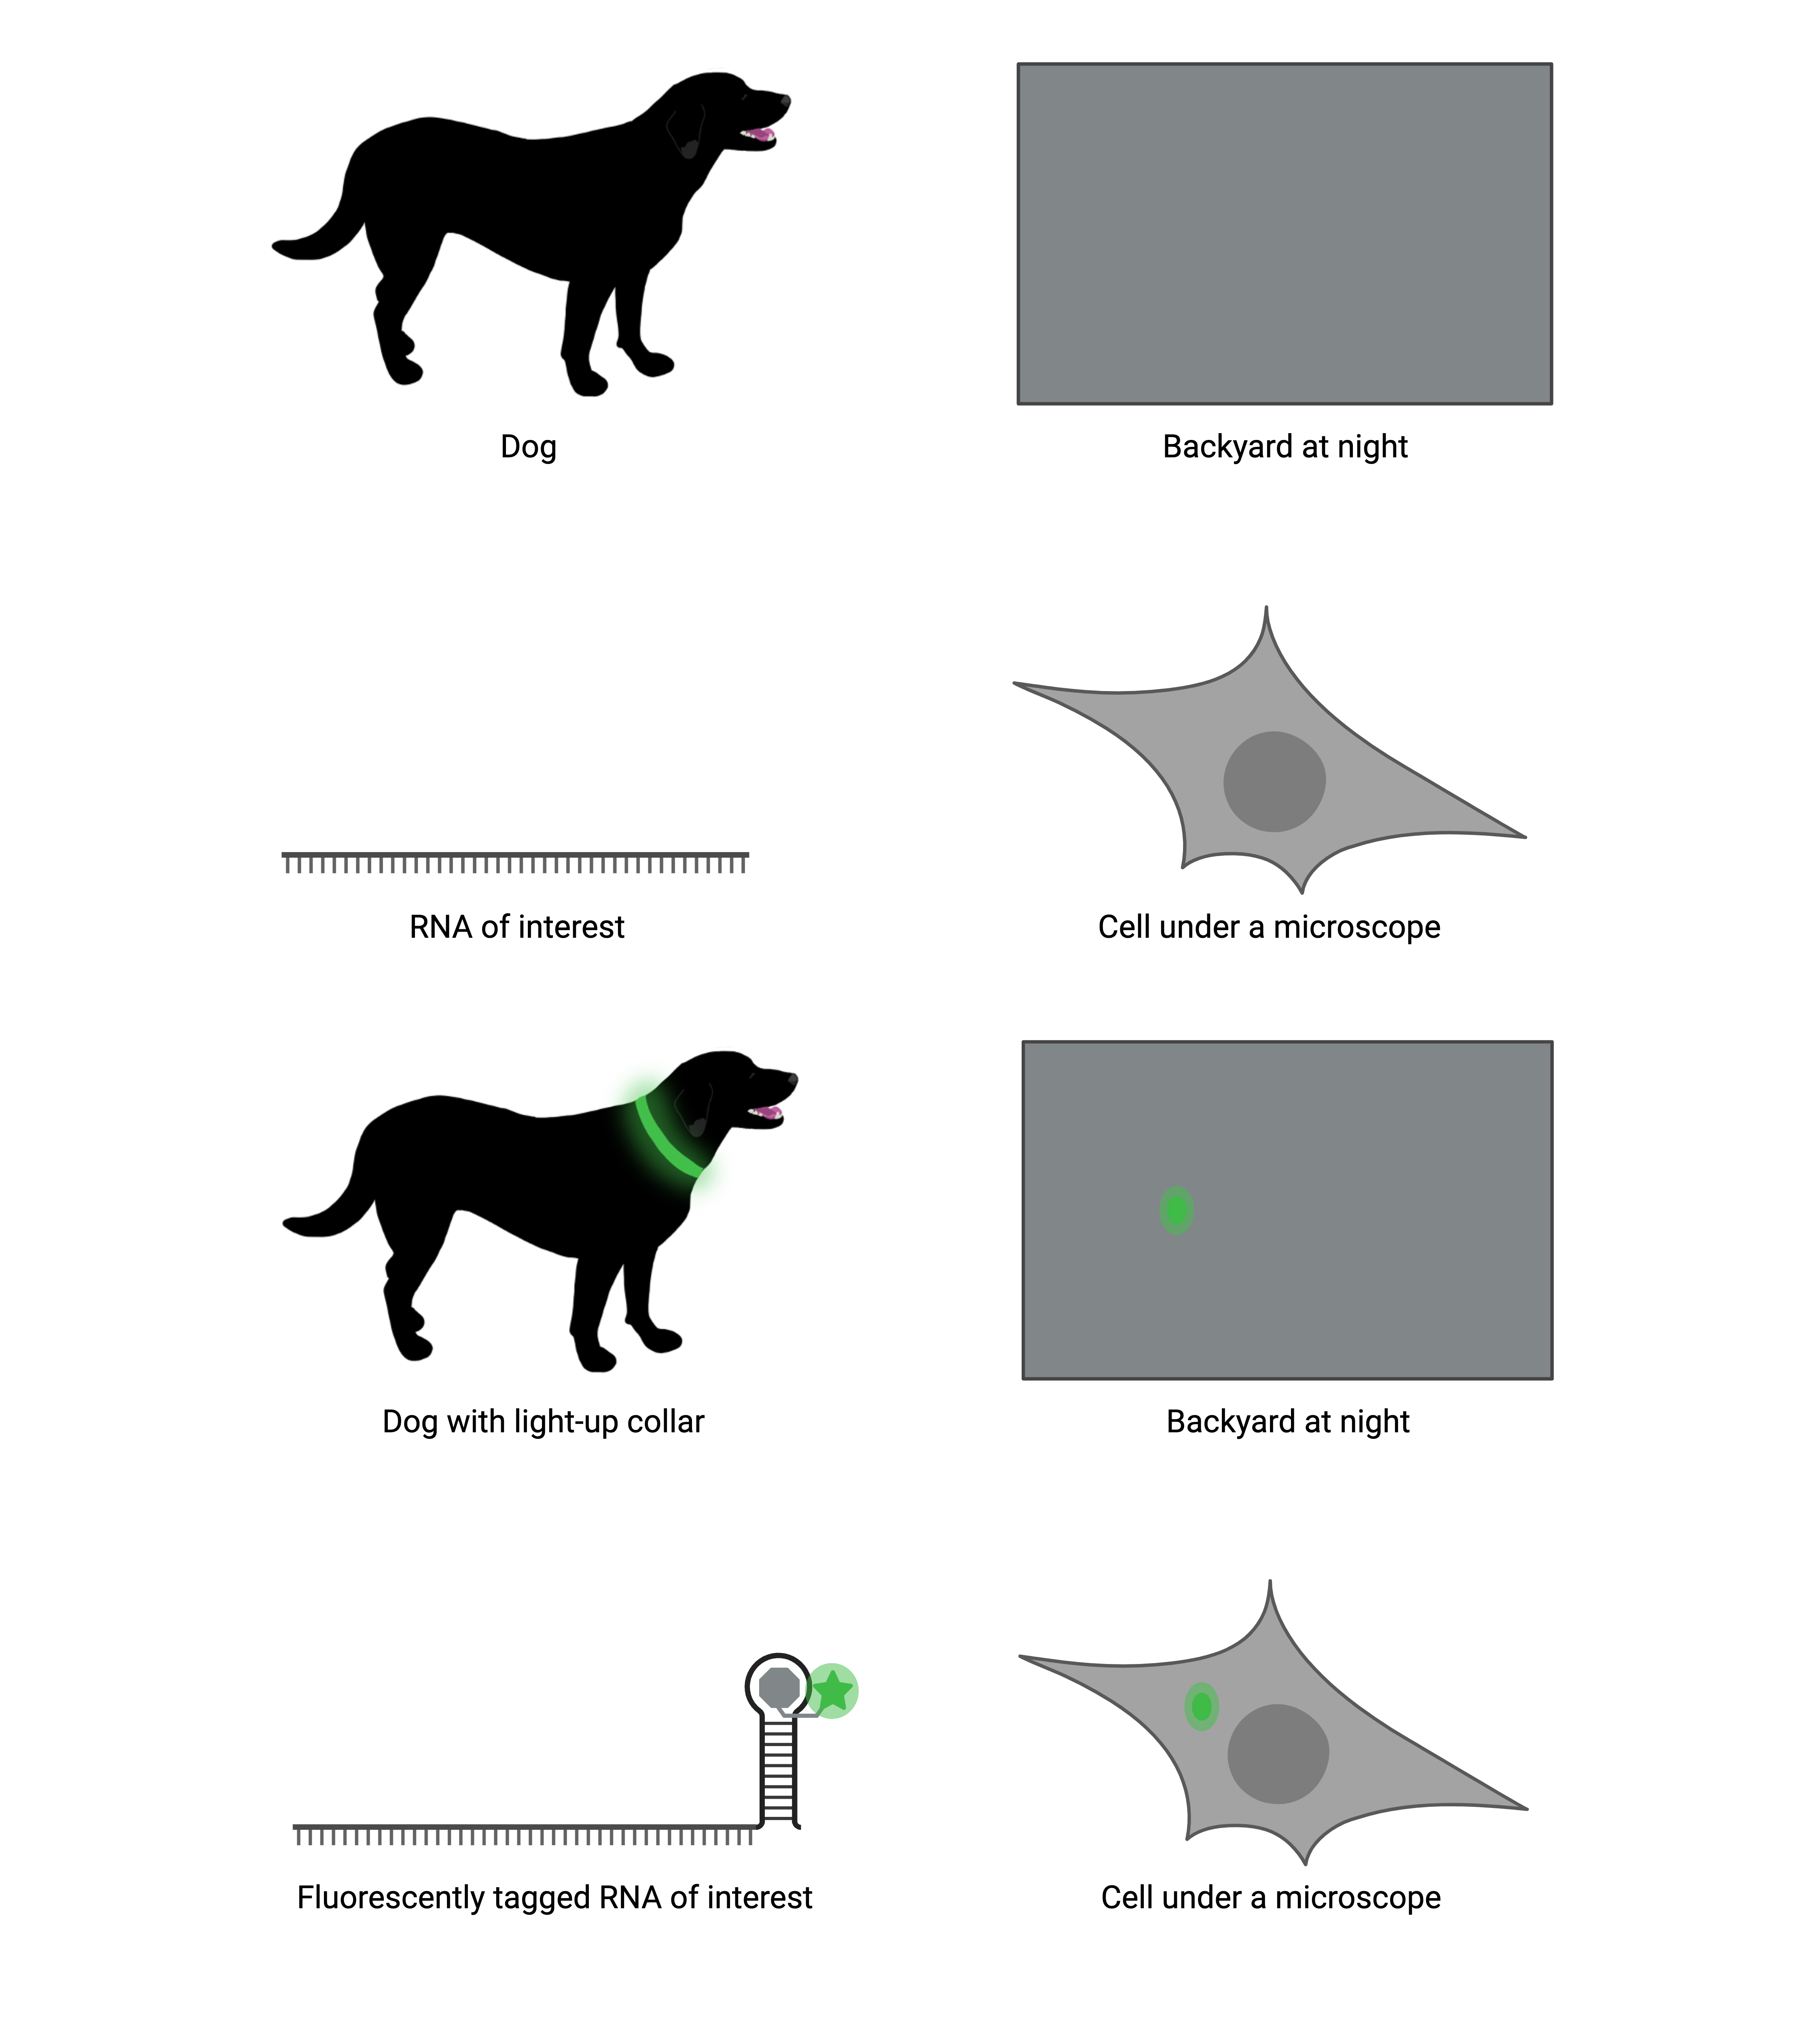 Dog
Backyard at night
RNA of interest
Cell under a microscope
Dog with light-up collar
Backyard at night
Fluorescently tagged RNA of interest
Cell under a microscope